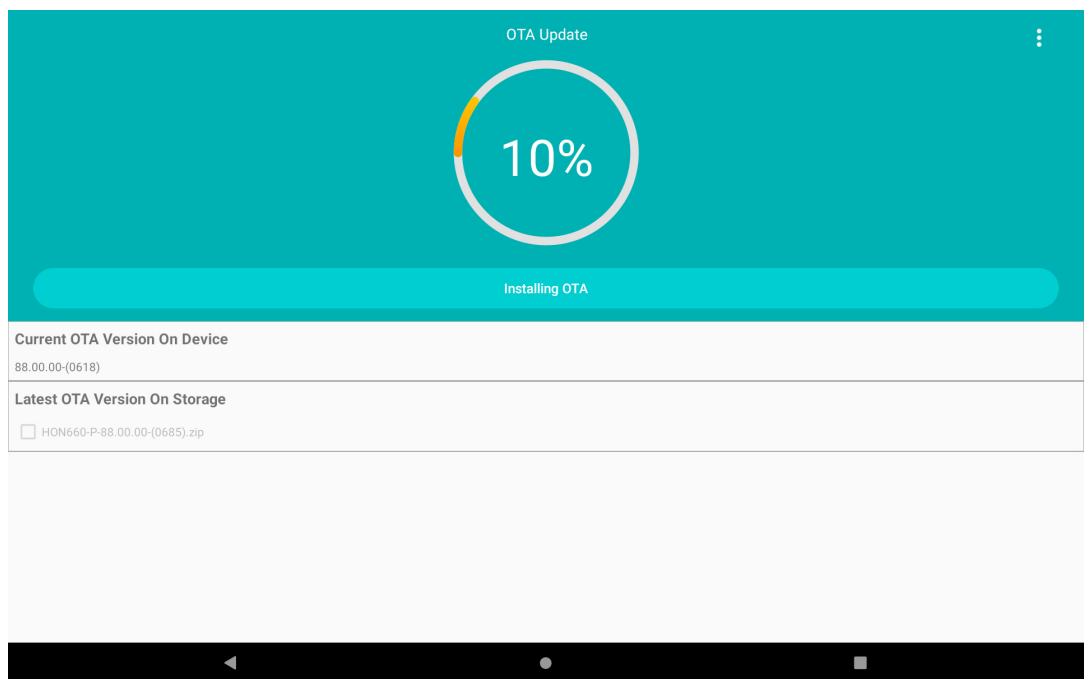 OTA Update
10%
Installing OTA
Current OTA Version On Device
88.00.00-(0618)
Latest OTA Version On Storage
HON660-P-88.00.00-(0685).zip